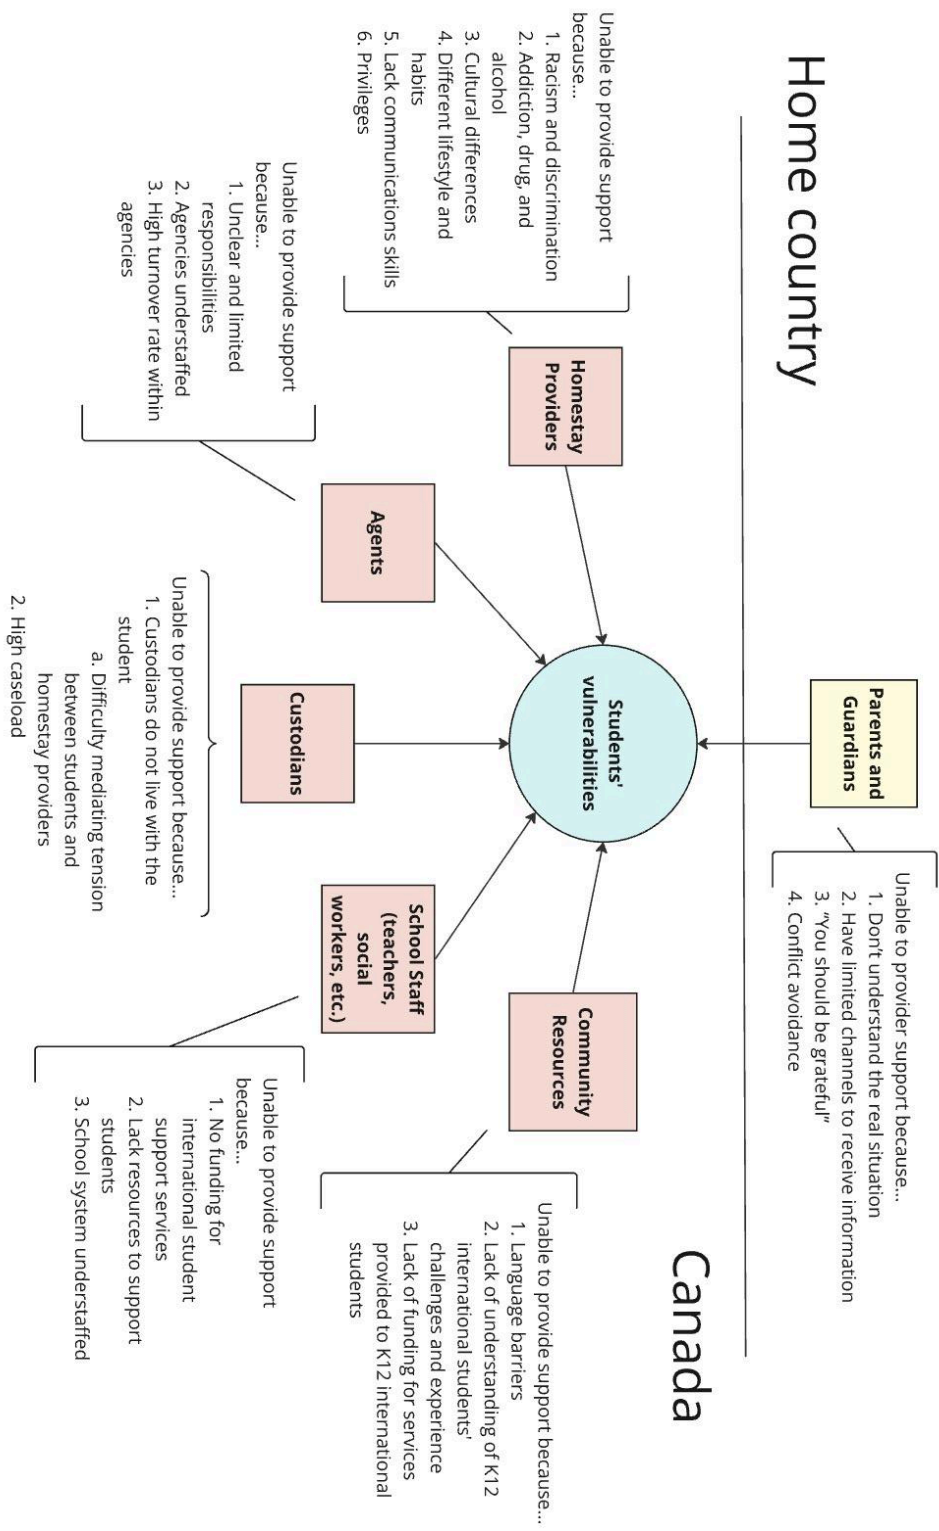 Home country
Parents and
Guardians
Unable to provider support because...
1. Don't understand the real situation
2. Have limited channels to receive information
3. "You should be grateful"
4. Conflict avoidance
Canada
Unable to provide support
because...
1. Racism and discrimination
2. Addiction, drug, and
alcohol
3. Cultural differences
4. Different lifestyle and
habits
5. Lack communications skills
6. Privileges
Homestay
Providers
Students'
vulnerabilities
Community
Resources
Unable to provide support because...
1. Language barriers
2. Lack of understanding of K12
international students'
challenges and experience
3. Lack of funding for services
provided to K12 international
students
Unable to provide support
because...
1. Unclear and limited
responsibilities
2. Agencies understaffed
3. High turnover rate within
agencies
Agents
Custodians
Unable to provide support because...
1. Custodians do not live with the
student
a. Difficulty mediating tension
between students and
homestay providers
2. High caseload
School Staff
(teachers,
social
workers, etc.)
Unable to provide support
because...
1. No funding for
international student
support services
2. Lack resources to support
students
3. School system understaffed